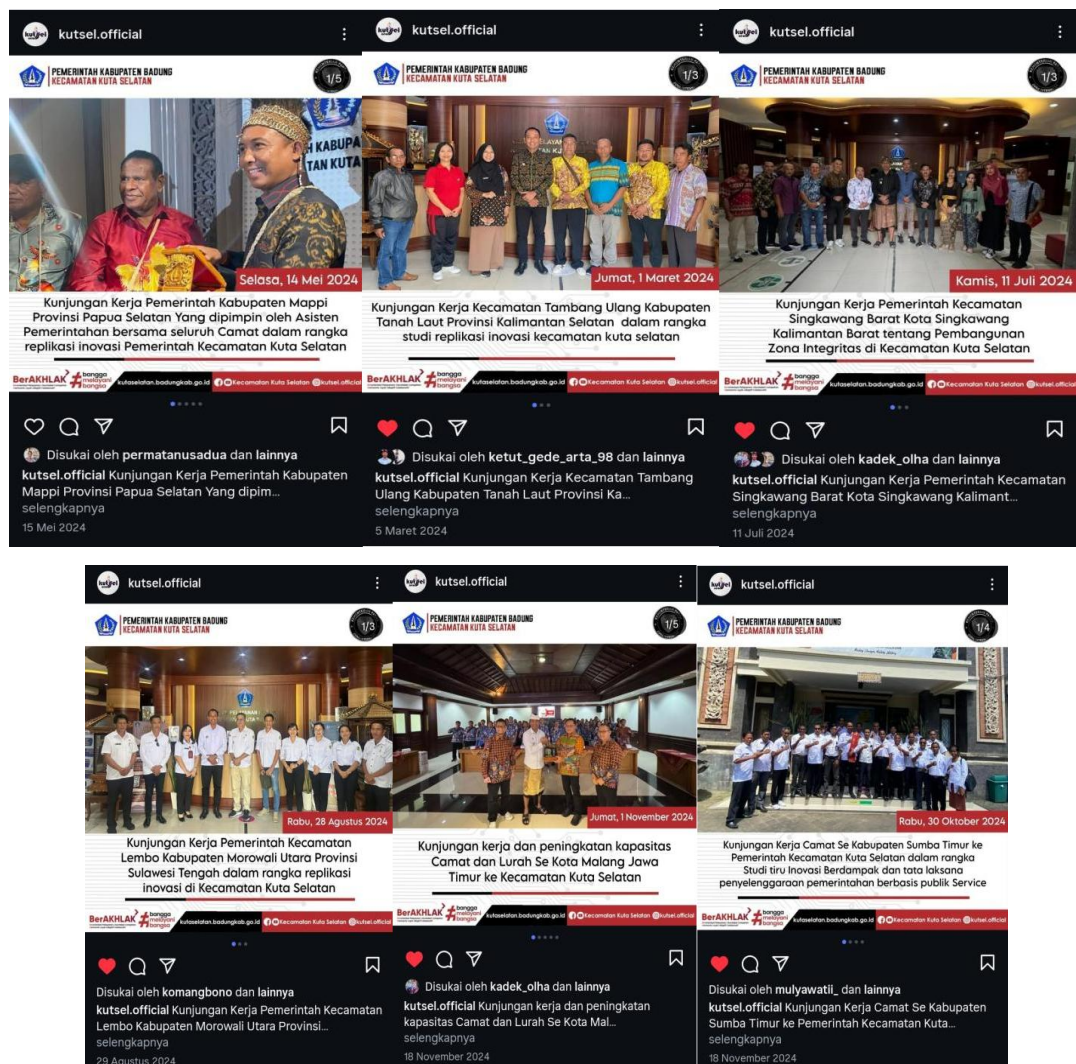 kutsel.official
PEMERINTAH KABUPATEN BADUNG
KECAMATAN KUTA SELATAN
1/5
H KABUPA
TAN KUTA
Selasa, 14 Mei 2024
Kunjungan Kerja Pemerintah Kabupaten Mappi
Provinsi Papua Selatan Yang dipimpin oleh Asisten
Pemerintahan bersama seluruh Camat dalam rangka
replikasi inovasi Pemerintah Kecamatan Kuta Selatan
BerAKHLAK
#bangga
melayani
bangsa
kutaselatan.badungkab.go.id
Kecamatan Kuta Selatan
kutsel.official
Disukai oleh permatanusadua dan lainnya
kutsel.official Kunjungan Kerja Pemerintah Kabupaten
Mappi Provinsi Papua Selatan Yang dipim...
selengkapnya
15 Mei 2024
kutsel.official
PEMERINTAH KABUPATEN BADUNG
KECAMATAN KUTA SELATAN
1/3
Jumat, 1 Maret 2024
Kunjungan Kerja Kecamatan Tambang Ulang Kabupaten
Tanah Laut Provinsi Kalimantan Selatan dalam rangka
studi replikasi inovasi kecamatan kuta selatan
BerAKHLAK
#bangga
melayani
bangsa
kutaselatan.badungkab.go.id
Kecamatan Kuta Selatan
kutsel.official
Disukai oleh ketut_gede_arta_98 dan lainnya
kutsel.official Kunjungan Kerja Kecamatan Tambang
Ulang Kabupaten Tanah Laut Provinsi Ka...
selengkapnya
5 Maret 2024
kutsel.official
PEMERINTAH KABUPATEN BADUNG
KECAMATAN KUTA SELATAN
1/3
Kamis, 11 Juli 2024
Kunjungan Kerja Pemerintah Kecamatan
Singkawang Barat Kota Singkawang
Kalimantan Barat tentang Pembangunan
Zona Integritas di Kecamatan Kuta Selatan
BerAKHLAK
#bangga
melayani
bangsa
kutaselatan.badungkab.go.id
Kecamatan Kuta Selatan
kutsel.official
Disukai oleh kadek_olha dan lainnya
kutsel.official Kunjungan Kerja Pemerintah Kecamatan
Singkawang Barat Kota Singkawang Kalimant...
selengkapnya
11 Juli 2024
kutsel.official
PEMERINTAH KABUPATEN BADUNG
KECAMATAN KUTA SELATAN
1/3
Rabu, 28 Agustus 2024
Kunjungan Kerja Pemerintah Kecamatan
Lembo Kabupaten Morowali Utara Provinsi
Sulawesi Tengah dalam rangka replikasi
inovasi di Kecamatan Kuta Selatan
BerAKHLAK
#bangga
melayani
bangsa
kutaselatan.badungkab.go.id
Kecamatan Kuta Selatan
kutsel.official
Disukai oleh komangbono dan lainnya
kutsel.official Kunjungan Kerja Pemerintah Kecamatan
Lembo Kabupaten Morowali Utara Provinsi...
selengkapnya
29 Agustus 2024
kutsel.official
PEMERINTAH KABUPATEN BADUNG
KECAMATAN KUTA SELATAN
1/5
Jumat, 1 November 2024
Kunjungan kerja dan peningkatan kapasitas
Camat dan Lurah Se Kota Malang Jawa
Timur ke Kecamatan Kuta Selatan
BerAKHLAK
#bangga
melayani
bangsa
kutaselatan.badungkab.go.id
Kecamatan Kuta Selatan
kutsel.official
Disukai oleh kadek_olha dan lainnya
kutsel.official Kunjungan kerja dan peningkatan
kapasitas Camat dan Lurah Se Kota Mal...
selengkapnya
18 November 2024
kutsel.official
PEMERINTAH KABUPATEN BADUNG
KECAMATAN KUTA SELATAN
1/4
Rabu, 30 Oktober 2024
Kunjungan Kerja Camat Se Kabupaten Sumba Timur ke
Pemerintah Kecamatan Kuta Selatan dalam rangka
Studi tiru Inovasi Berdampak dan tata laksana
penyelenggaraan pemerintahan berbasis publik Service
BerAKHLAK
#bangga
melayani
bangsa
kutaselatan.badungkab.go.id
Kecamatan Kuta Selatan
kutsel.official
Disukai oleh mulyawatii_ dan lainnya
kutsel.official Kunjungan Kerja Camat Se Kabupaten
Sumba Timur ke Pemerintah Kecamatan Kuta...
selengkapnya
18 November 2024